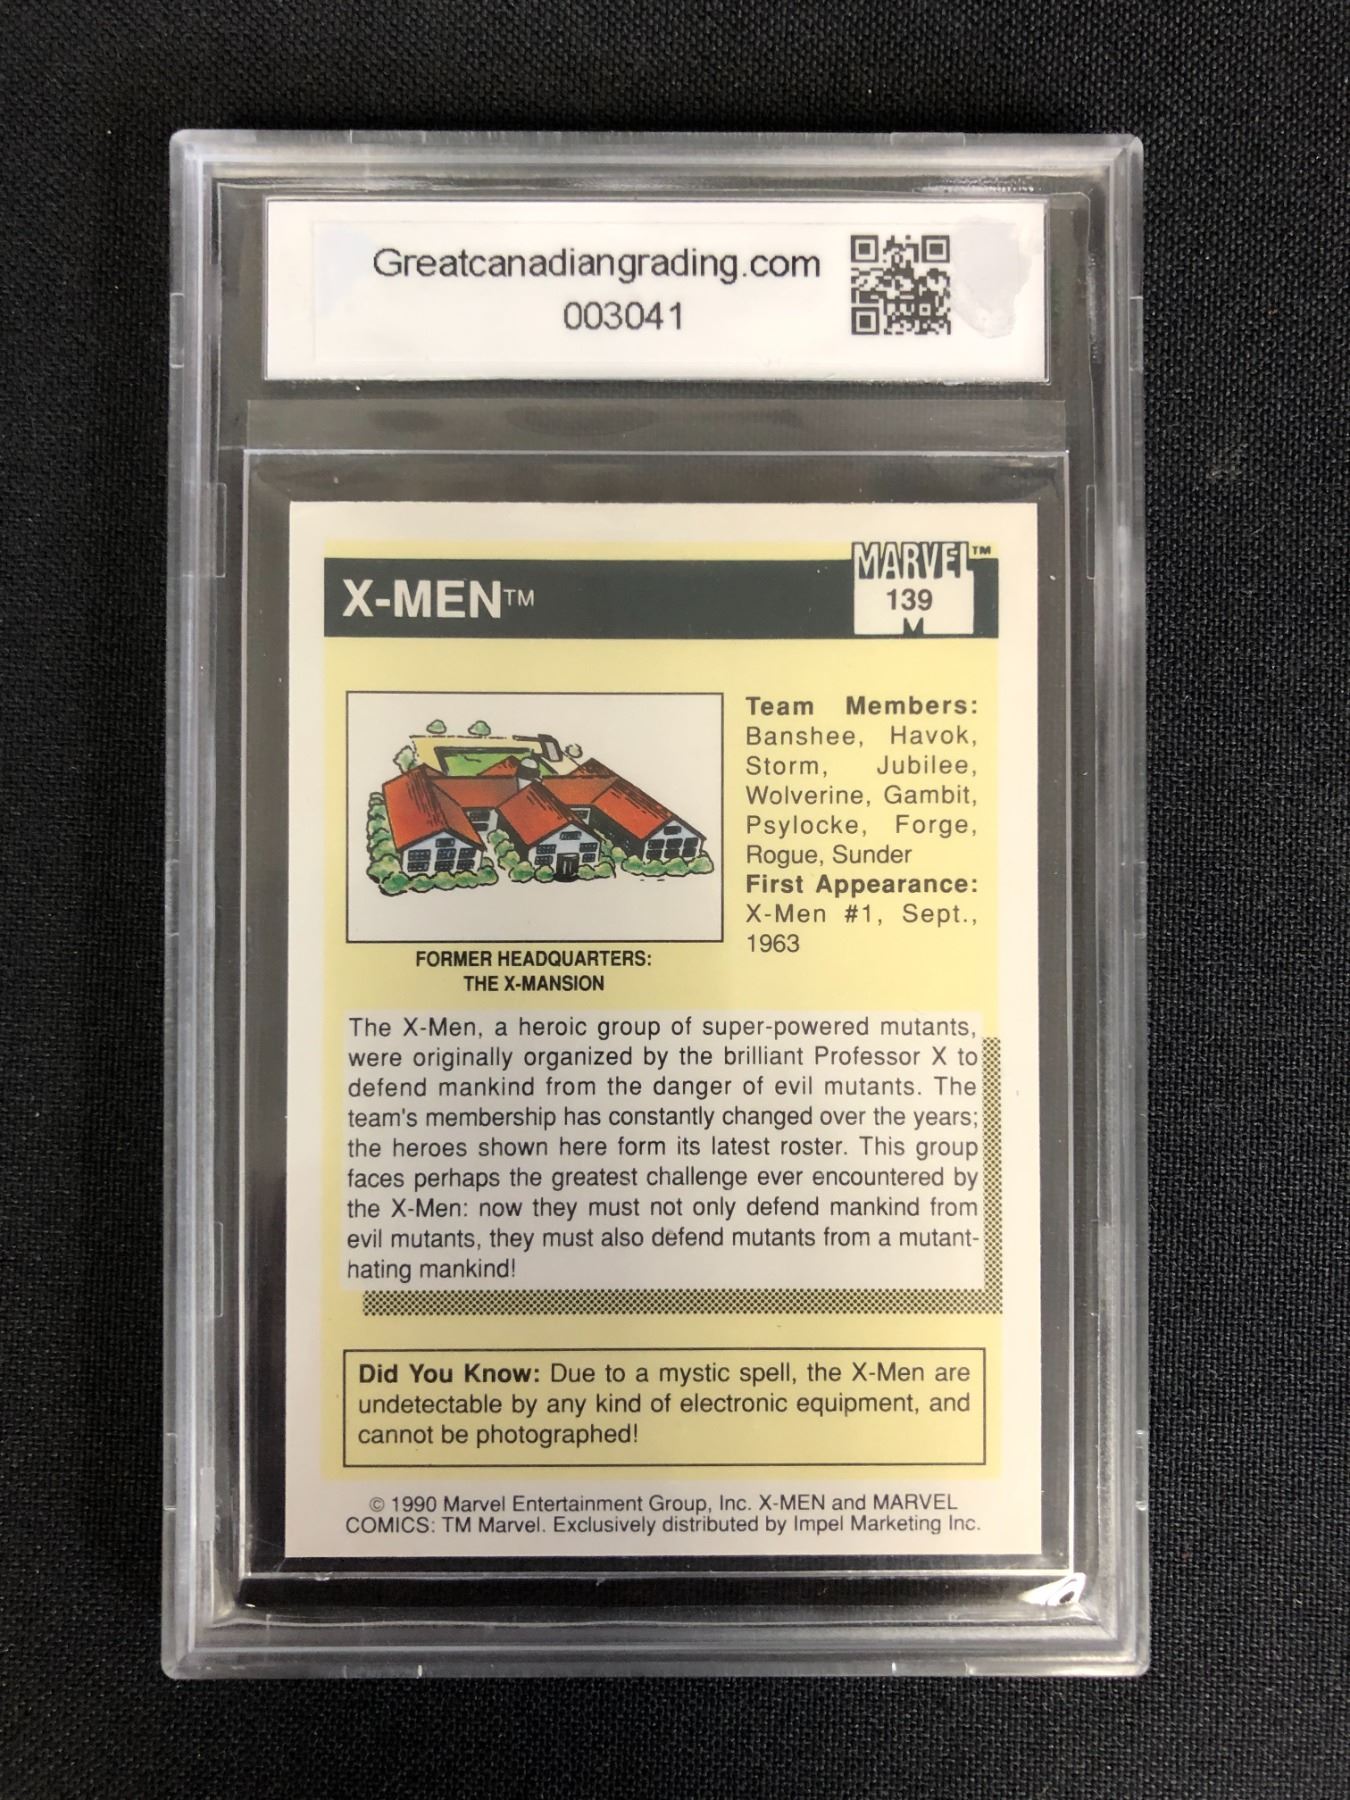 Greatcanadiangrading.com
003041
X-MEN™
MARVEL™
139
Team Members:
Banshee, Havok,
Storm, Jubilee,
Wolverine, Gambit,
Psylocke, Forge,
Rogue, Sunder
First Appearance:
X-Men #1, Sept.,
1963
FORMER HEADQUARTERS:
THE X-MANSION
The X-Men, a heroic group of super-powered mutants,
were originally organized by the brilliant Professor X to
defend mankind from the danger of evil mutants. The
team's membership has constantly changed over the years;
the heroes shown here form its latest roster. This group
faces perhaps the greatest challenge ever encountered by
the X-Men: now they must not only defend mankind from
evil mutants, they must also defend mutants from a mutant-
hating mankind!
Did You Know: Due to a mystic spell, the X-Men are
undetectable by any kind of electronic equipment, and
cannot be photographed!
© 1990 Marvel Entertainment Group, Inc. X-MEN and MARVEL
COMICS: TM Marvel. Exclusively distributed by Impel Marketing Inc.